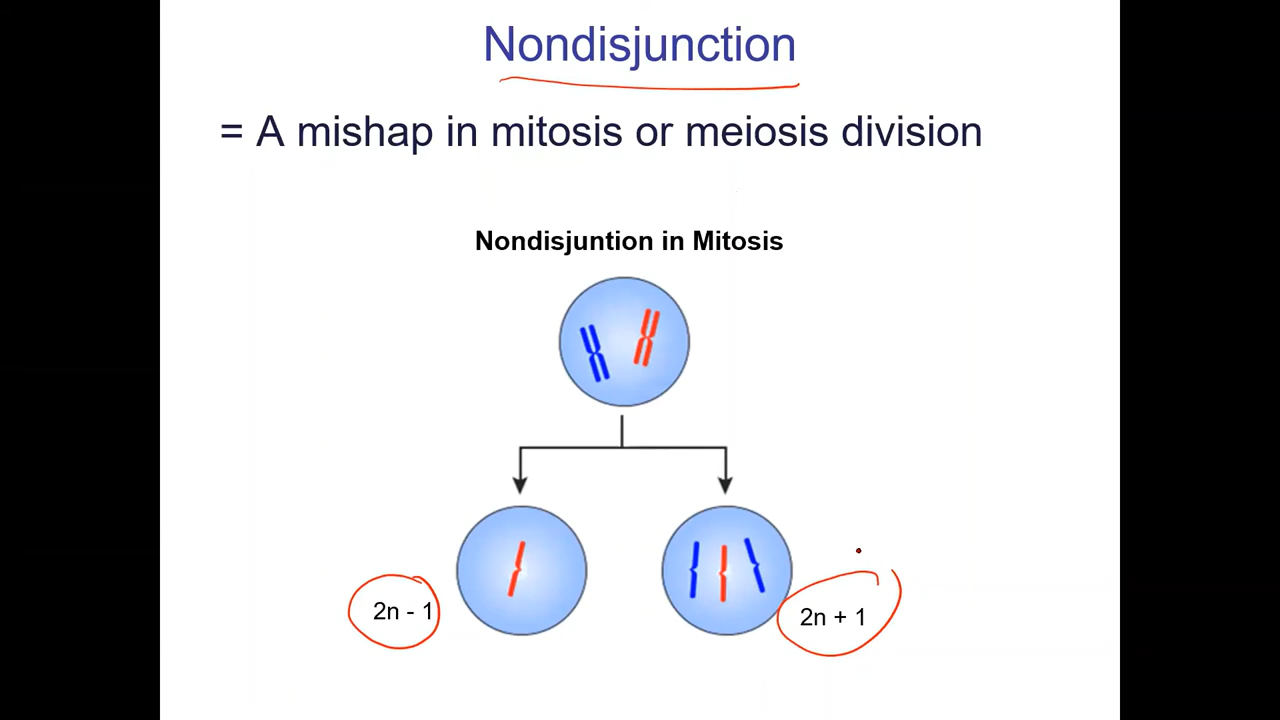 Nondisjunction
= A mishap in mitosis or meiosis division
Nondisjuntion in Mitosis
2n - 1
2n + 1